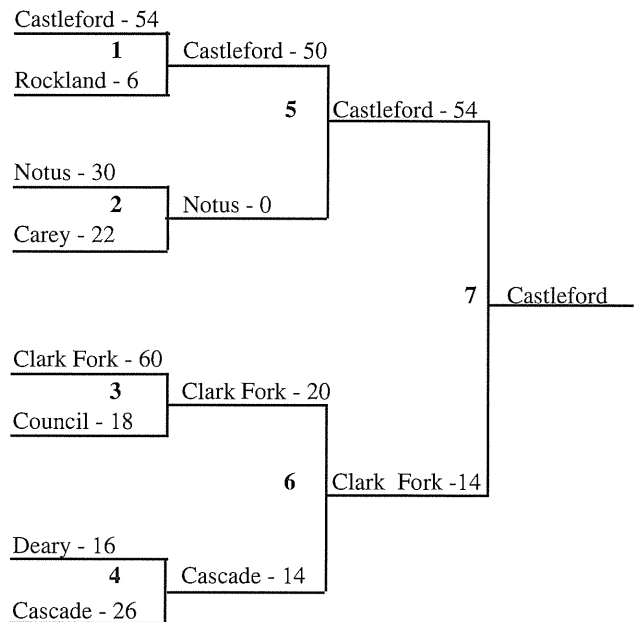 Castleford - 54
1 Castleford - 50
Rockland - 6
5 Castleford - 54
Notus - 30
2 Notus - 0
Carey - 22
7 Castleford
Clark Fork - 60
3 Clark Fork - 20
Council - 18
6 Clark Fork -14
Deary - 16
4 Cascade - 14
Cascade - 26